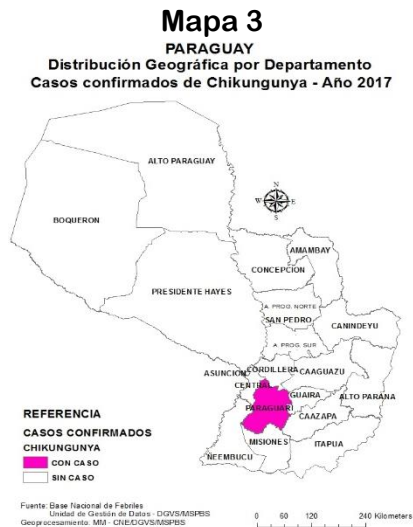 Mapa 3
PARAGUAY
Distribución Geográfica por Departamento
Casos confirmados de Chikungunya - Año 2017
ALTO PARAGUAY
BOQUERON
N
W E
S
AMAMBAY
CONCEPCION
PRESIDENTE HAYES
A. PROG. NORTE
SAN PEDRO
CANINDEYU
A. PROG. SUR
ASUNCION
CORDILLERA
CAAGUAZU
CENTRAL
GUAIRA
ALTO PARANA
PARAGUARI
CAAZAPA
MISIONES
ITAPUA
ÑEEMBUCU
REFERENCIA
CASOS CONFIRMADOS
CHIKUNGUNYA
CON CASO
SIN CASO
Fuente: Base Nacional de Febriles
Unidad de Gestión de Datos - DGVS/MSPBS
Geoprocesamiento: MM - CNE/DGVS/MSPBS
0 60 120 240 Kilometers